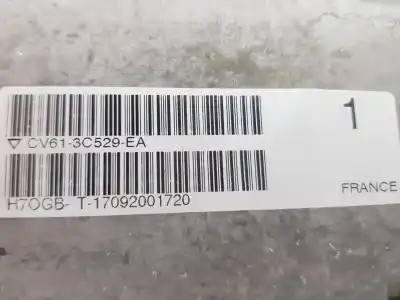 1
▽ CV61-3C529-EA
FRANCE
H7OGB- T-17092001720